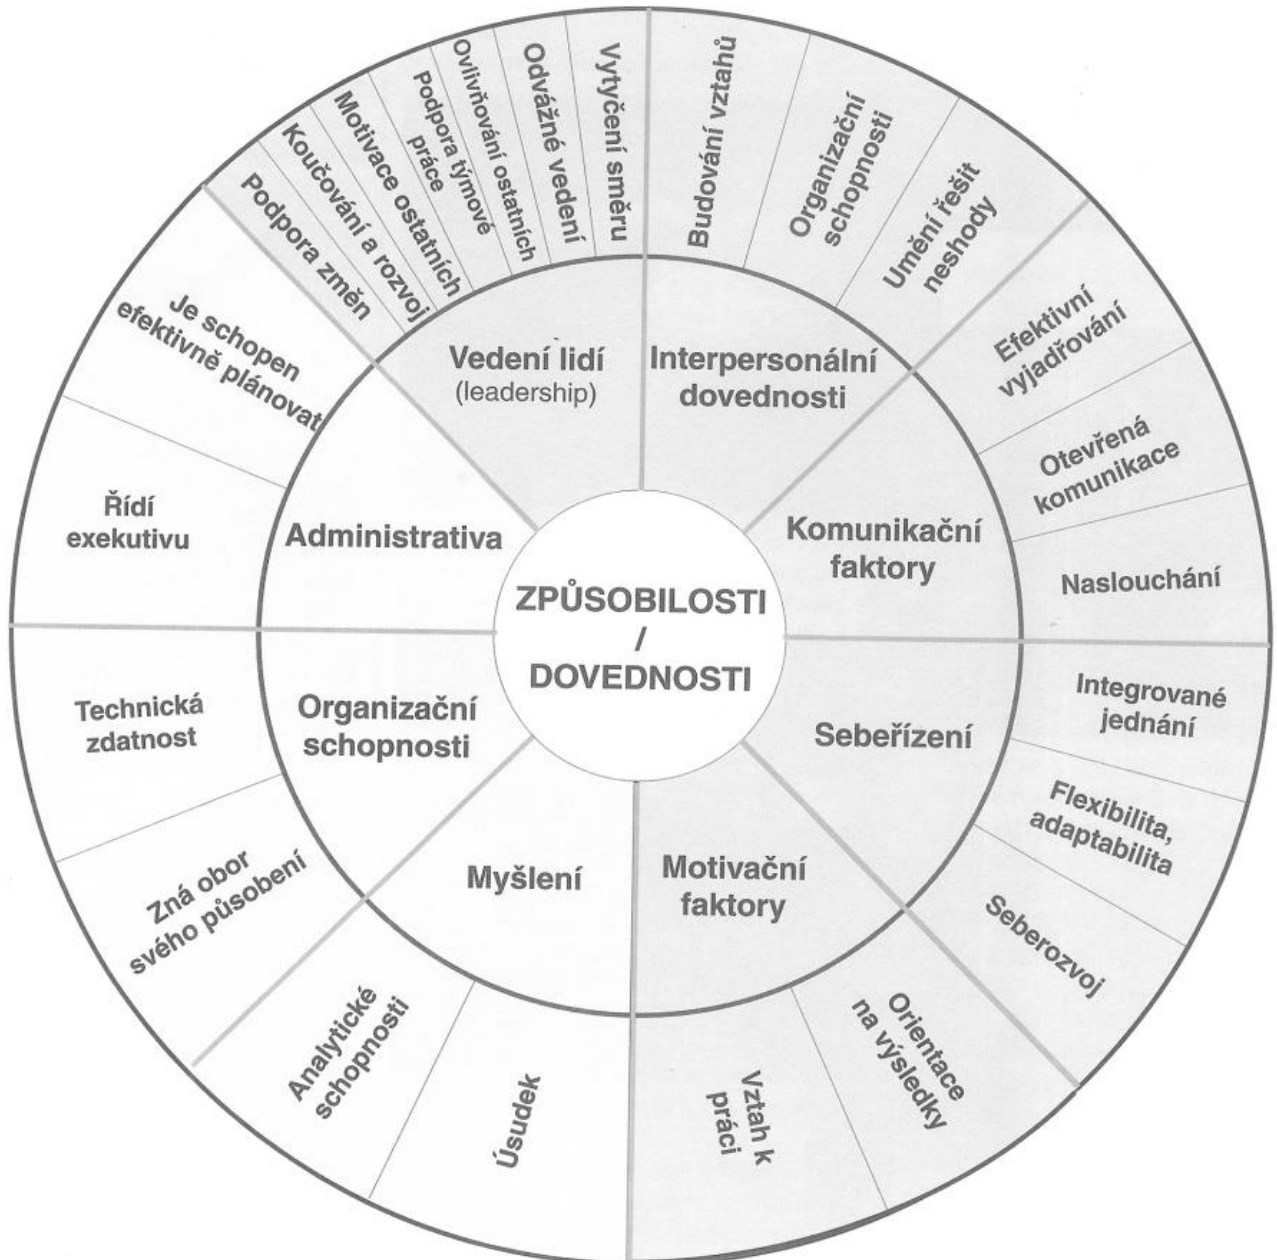 ZPŮSOBILOSTI
/
DOVEDNOSTI
Vedení lidí
(leadership)
Podpora změn
Koučování a rozvoj
Motivace ostatních
Podpora týmové
práce
Ovlivňování ostatních
Odvážné vedení
Vytyčení směru
Interpersonální
dovednosti
Budování vztahů
Organizační
schopnosti
Umění řešit
neshody
Komunikační
faktory
Efektivní
vyjadřování
Otevřená
komunikace
Naslouchání
Sebeřízení
Integrované
jednání
Flexibilita,
adaptabilita
Seberozvoj
Motivační
faktory
Orientace
na výsledky
Vztah k
práci
Myšlení
Úsudek
Analytické
schopnosti
Organizační
schopnosti
Zná obor
svého působení
Technická
zdatnost
Administrativa
Řídí
exekutivu
Je schopen
efektivně plánovat